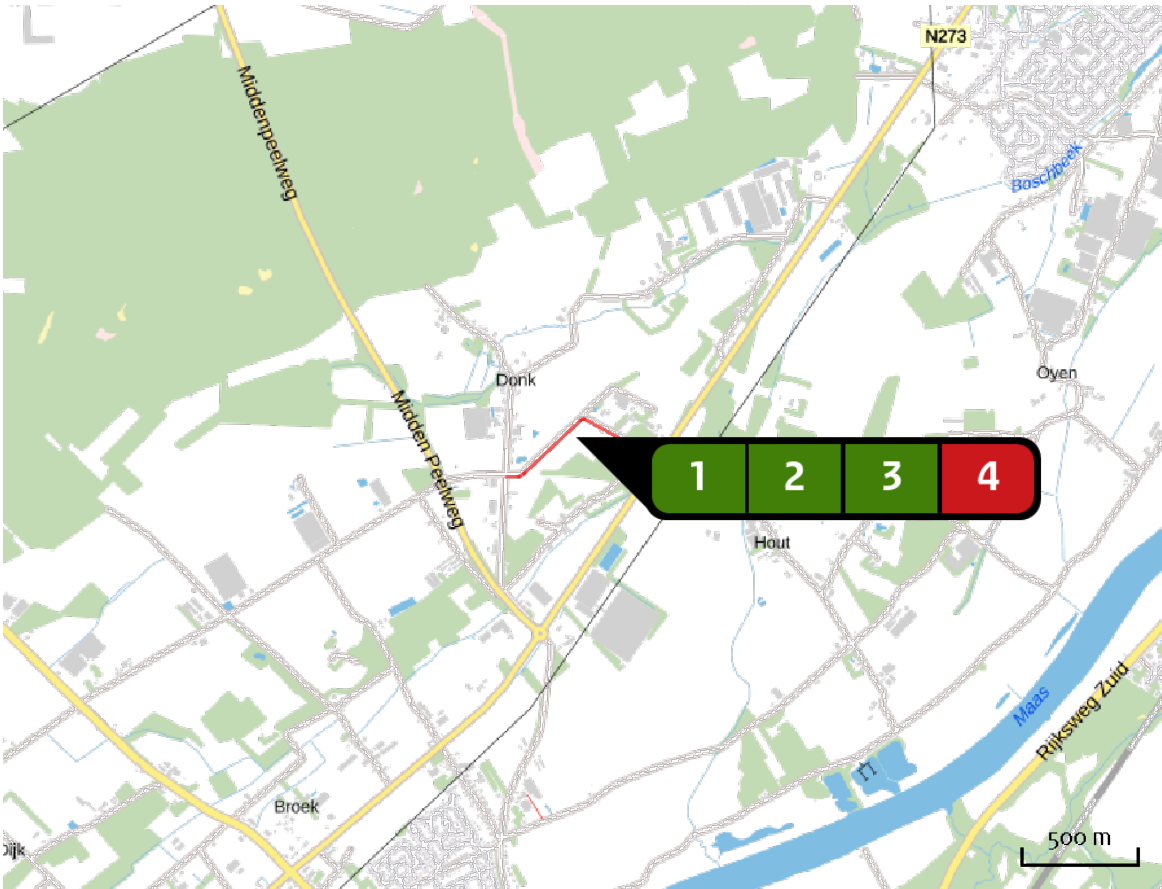 N273
Middenpeelweg
Boschbeek
Donk
Oyen
Midden Peelweg
1 2 3 4
Hout
Maas
Rijksweg Zuid
Broek
Dijk
500 m